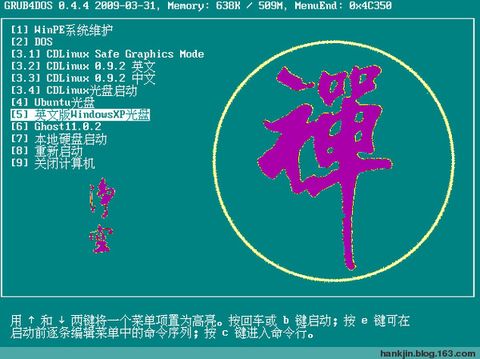 GRUB4DOS 0.4.4 2009-03-31, Memory: 638K / 509M, MenuEnd: 0x4C350
[1] WinPE系统维护
[2] DOS
[3.1] CDLinux Safe Graphics Mode
[3.2] CDLinux 0.9.2 英文
[3.3] CDLinux 0.9.2 中文
[3.4] CDLinux光盘启动
[4] Ubuntu光盘
[5] 英文版WindowsXP光盘
[6] Ghost11.0.2
[7] 本地硬盘启动
[8] 重新启动
[9] 关闭计算机
禪
用 ↑ 和 ↓ 两键将一个菜单项置为高亮。按回车或 b 键启动；按 e 键可在
启动前逐条编辑菜单中的命令序列；按 c 键进入命令行。
hankjin.blog.163.com